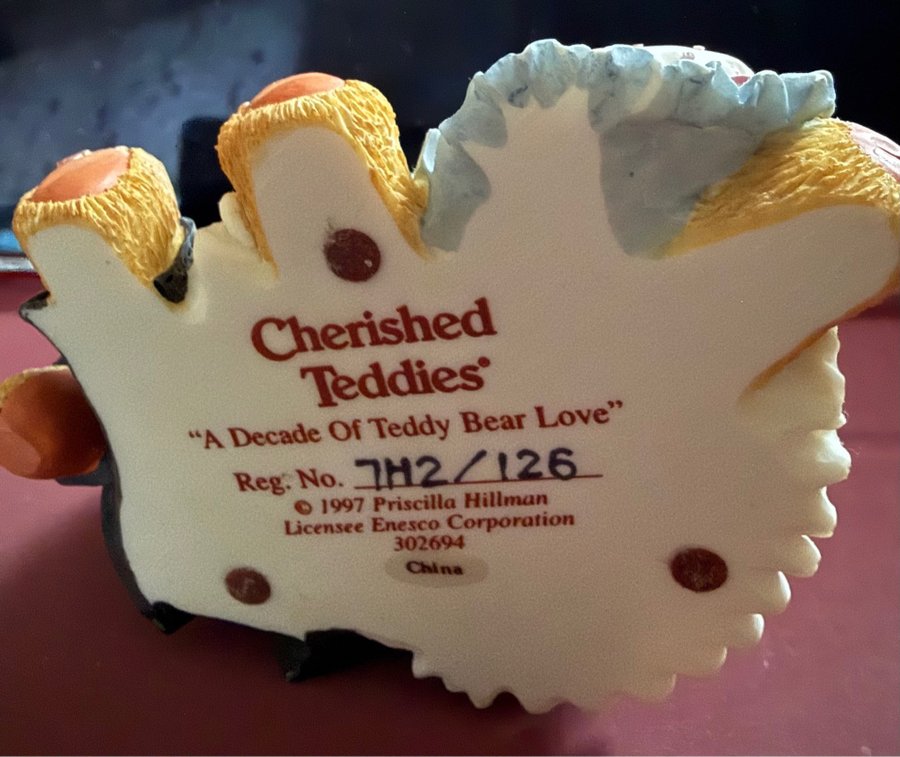 Cherished
Teddies®
“A Decade Of Teddy Bear Love”
Reg. No. 7H2/126
© 1997 Priscilla Hillman
Licensee Enesco Corporation
302694
China